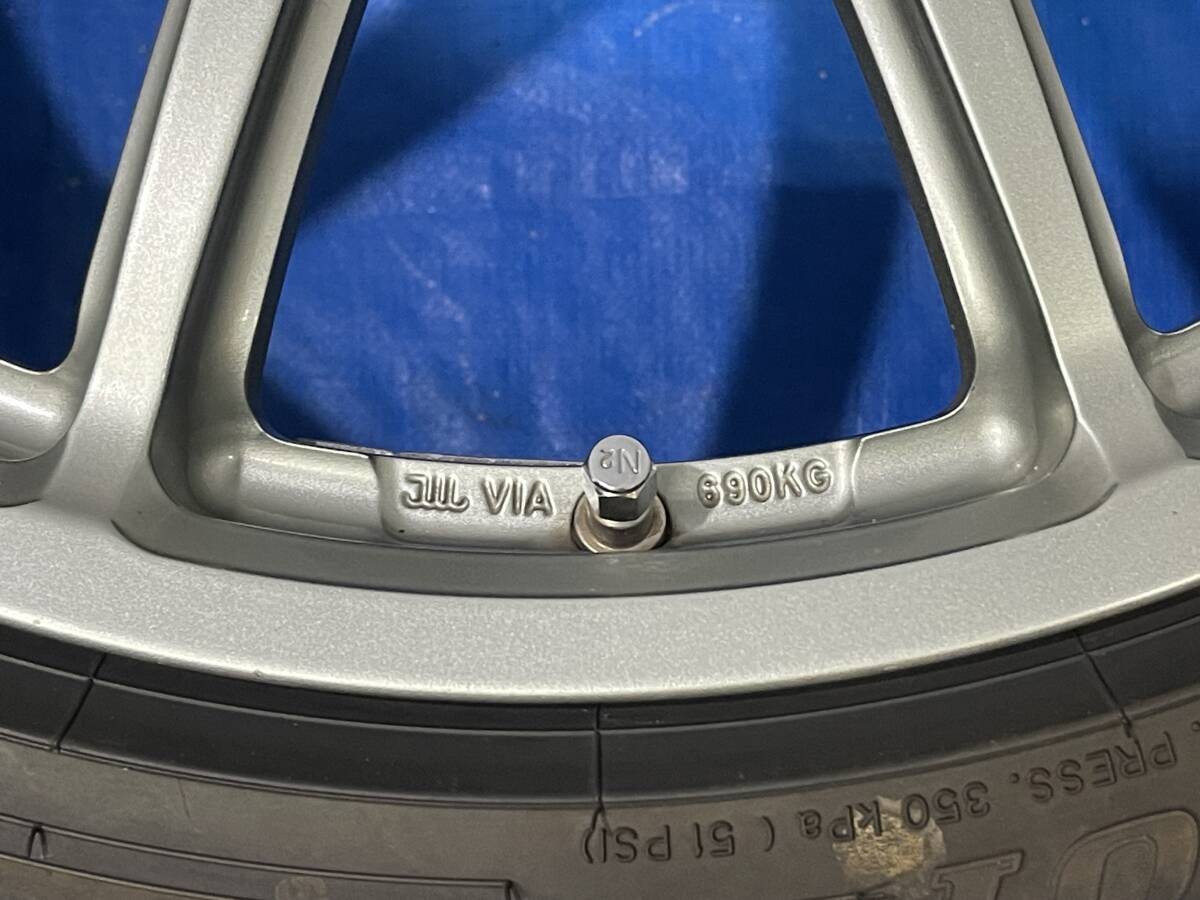 JWL VIA
N2
690KG
PRESS. 350 kPa (51 PSI)